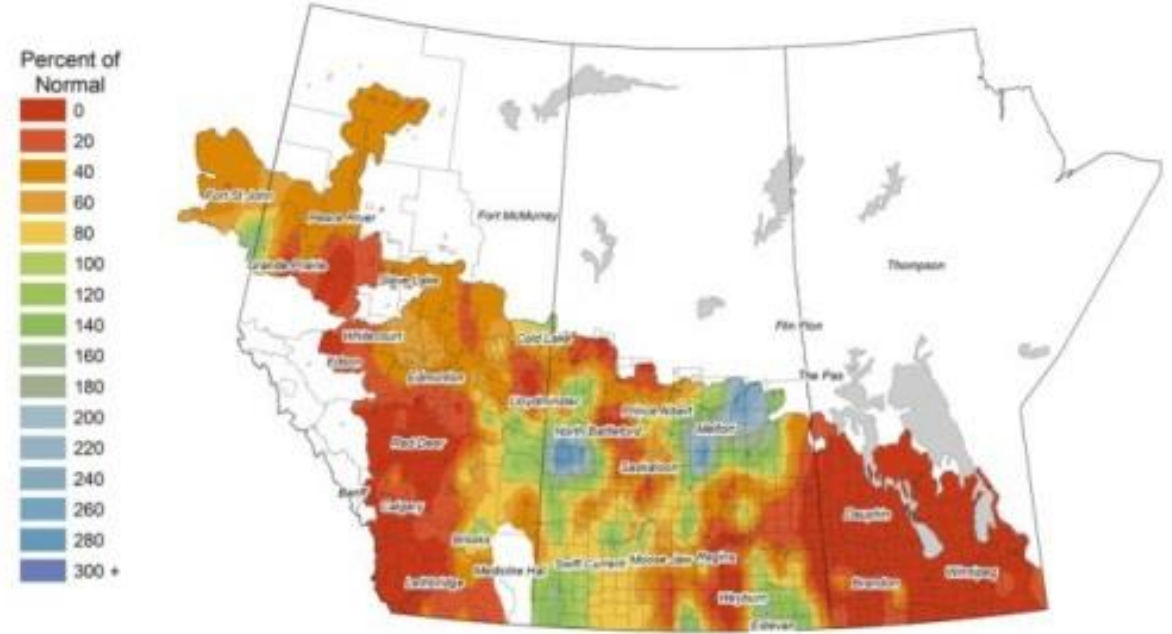 Percent of
Normal
0
20
40
60
80
100
120
140
160
180
200
220
240
260
280
300 +
Fort St John
Peace River
Fort McMurray
Grande Prairie
Slave Lake
Thompson
Flin Flon
Whitecourt
Cold Lake
Edson
Edmonton
The Pas
Lloydminster
Prince Albert
North Battleford
Melfort
Red Deer
Saskatoon
Banff
Calgary
Dauphin
Brooks
Medicine Hat
Swift Current
Moose Jaw
Regina
Lethbridge
Brandon
Winnipeg
Weyburn
Estevan